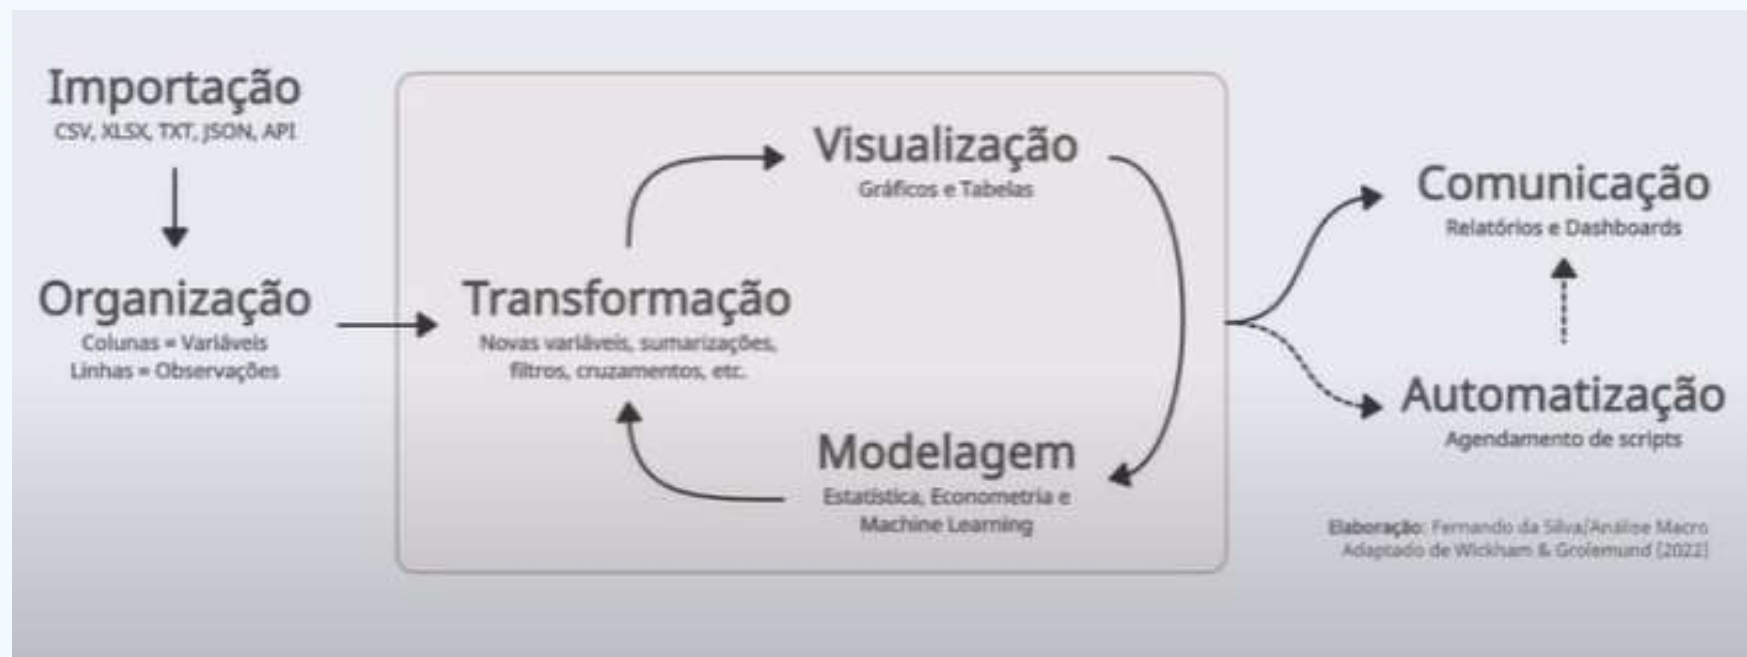 Importação
CSV, XLSX, TXT, JSON, API
Organização
Colunas = Variáveis
Linhas = Observações
Transformação
Novas variáveis, sumarizações,
filtros, cruzamentos, etc.
Visualização
Gráficos e Tabelas
Modelagem
Estatística, Econometria e
Machine Learning
Comunicação
Relatórios e Dashboards
Automatização
Agendamento de scripts
Elaboração: Fernando da Silva/Análise Macro
Adaptado de Wickham & Grolemund (2022)